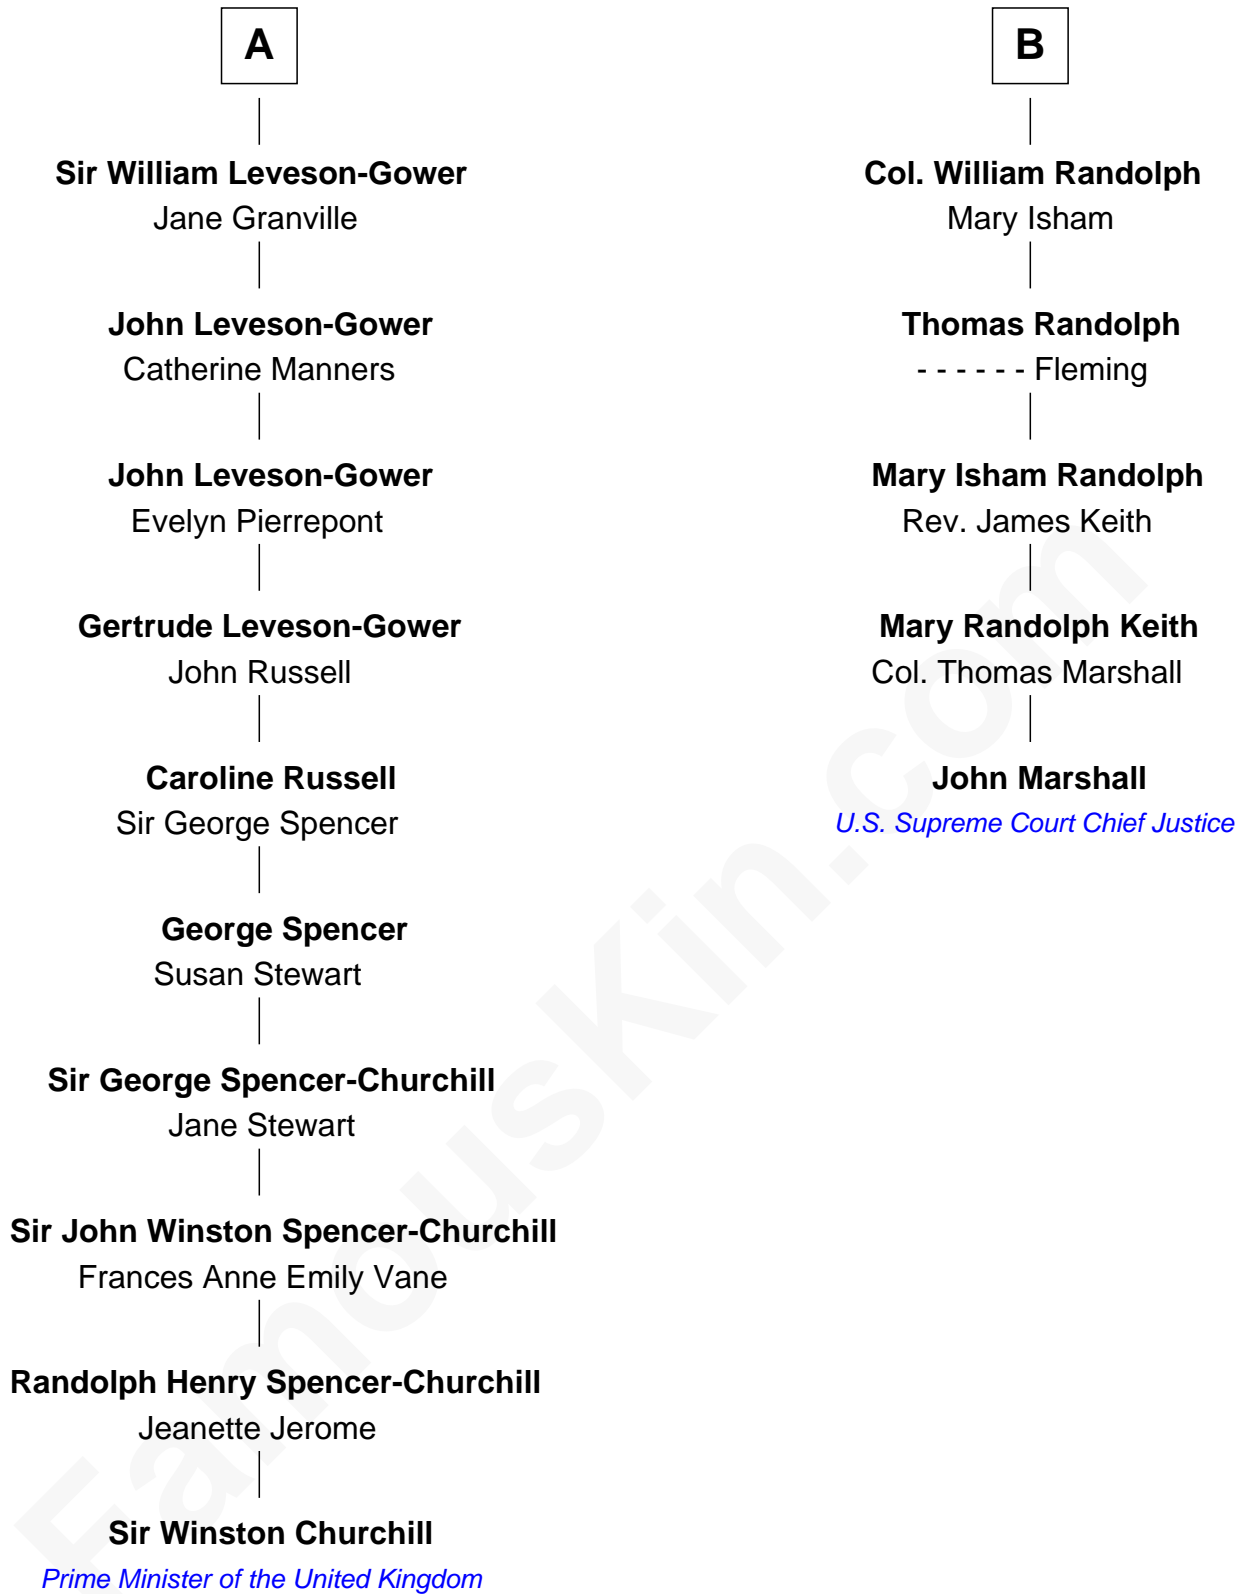 A
Sir William Leveson-Gower
Jane Granville
John Leveson-Gower
Catherine Manners
John Leveson-Gower
Evelyn Pierrepont
Gertrude Leveson-Gower
John Russell
Caroline Russell
Sir George Spencer
George Spencer
Susan Stewart
Sir George Spencer-Churchill
Jane Stewart
Sir John Winston Spencer-Churchill
Frances Anne Emily Vane
Randolph Henry Spencer-Churchill
Jeanette Jerome
Sir Winston Churchill
Prime Minister of the United Kingdom
B
Col. William Randolph
Mary Isham
Thomas Randolph
- - - - - - Fleming
Mary Isham Randolph
Rev. James Keith
Mary Randolph Keith
Col. Thomas Marshall
John Marshall
U.S. Supreme Court Chief Justice
FamousKin.com